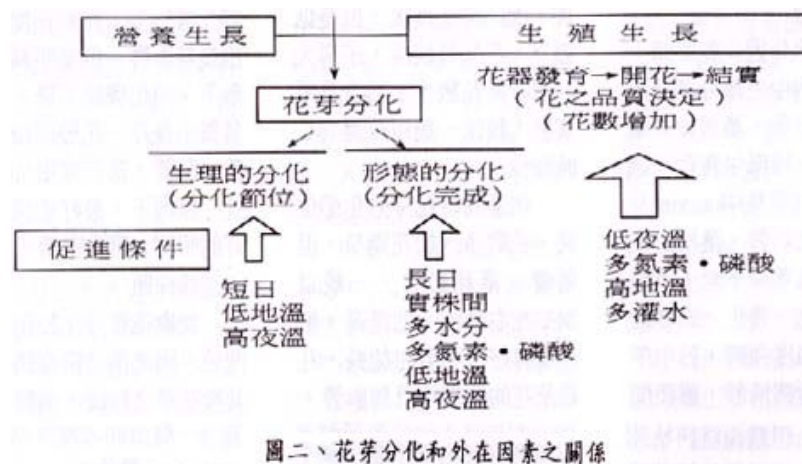 營養生長
生殖生長
花器發育→開花→結實
(花之品質決定)
(花數增加)
花芽分化
生理的分化
(分化節位)
形態的分化
(分化完成)
促進條件
短日
低地溫
高夜溫
長日
實株間
多水分
多氮素・磷酸
低地溫
高夜溫
低夜溫
多氮素・磷酸
高地溫
多灌水
圖二、花芽分化和外在因素之關係